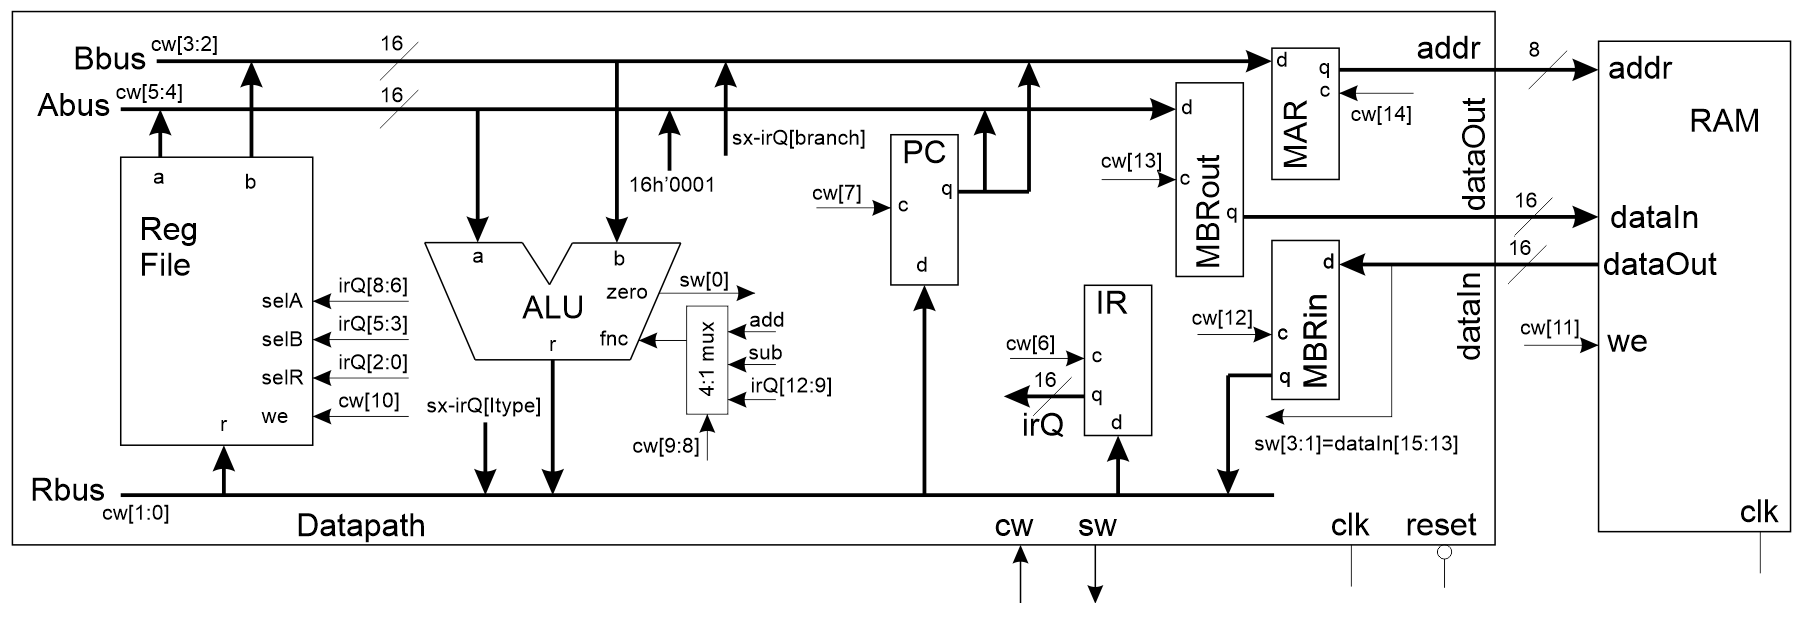 Bbus cw[3:2] 16
Abus cw[5:4] 16
sx-irQ[branch]
16h'0001
a b
Reg
File
selA irQ[8:6]
selB irQ[5:3]
selR irQ[2:0]
we cw[10]
r
a b
zero sw[0]
ALU
fnc
r
4:1 mux
add
sub
irQ[12:9]
cw[9:8]
sx-irQ[Itype]
PC
cw[7] c q
d
IR
cw[6] c
16 q
irQ d
d
cw[13] c
MBRout
q
d q
c
MAR
cw[14]
d
cw[12] c
MBRin
q
sw[3:1]=dataIn[15:13]
addr 8 addr
RAM
dataOut 16 dataIn
dataIn 16 dataOut
cw[11] we
clk
Rbus
cw[1:0]
Datapath cw sw clk reset